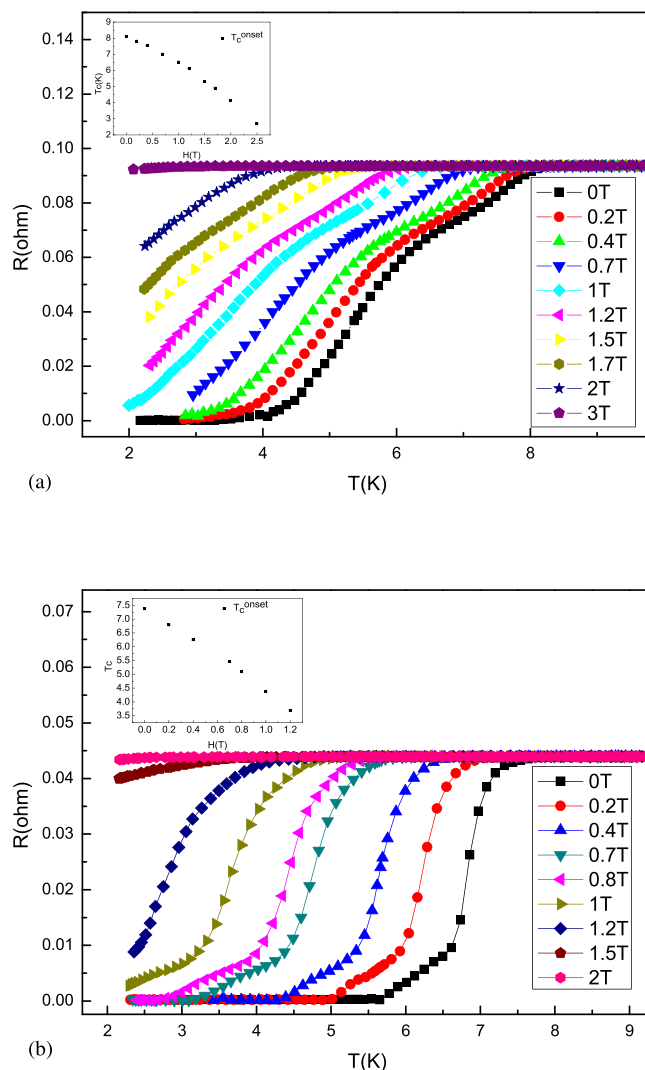 0.14
0.12
0.10
0.08
0.06
0.04
0.02
0.00
R(ohm)
2
4
6
8
T(K)
9
8
7
6
5
4
3
2
Tc(K)
0.0 0.5 1.0 1.5 2.0 2.5
H(T)
Tconset
0T
0.2T
0.4T
0.7T
1T
1.2T
1.5T
1.7T
2T
3T
(a)
0.07
0.06
0.05
0.04
0.03
0.02
0.01
0.00
R(ohm)
2 3 4 5 6 7 8 9
T(K)
7.5
7.0
6.5
6.0
5.5
5.0
4.5
4.0
3.5
Tc
0.0 0.2 0.4 0.6 0.8 1.0 1.2
H(T)
Tconset
0T
0.2T
0.4T
0.7T
0.8T
1T
1.2T
1.5T
2T
(b)